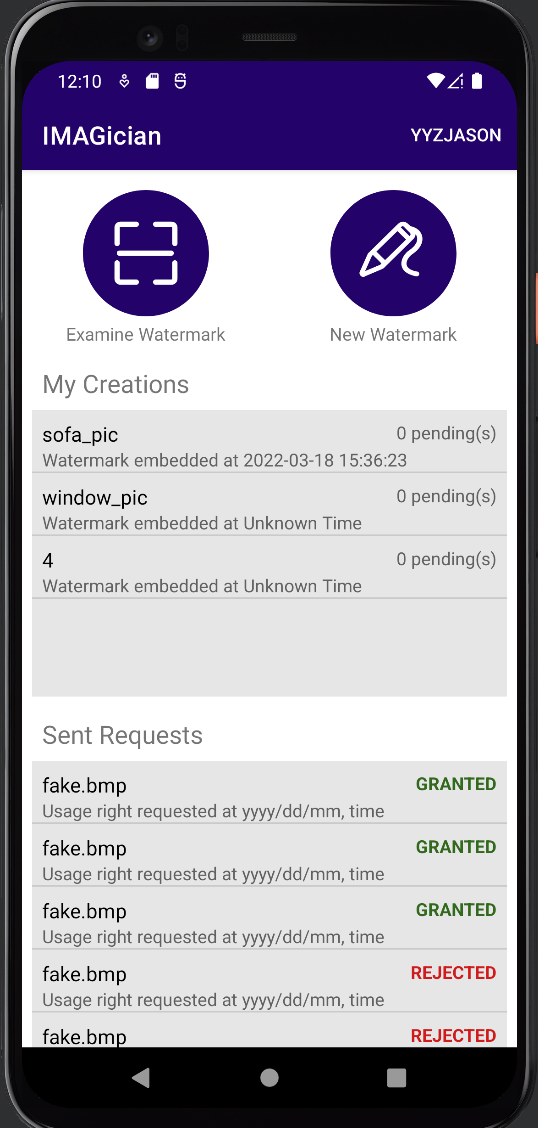 12:10
IMAGician
YYZJASON
Examine Watermark
New Watermark
My Creations
sofa_pic
0 pending(s)
Watermark embedded at 2022-03-18 15:36:23
window_pic
0 pending(s)
Watermark embedded at Unknown Time
4
0 pending(s)
Watermark embedded at Unknown Time
Sent Requests
fake.bmp
GRANTED
Usage right requested at yyyy/dd/mm, time
fake.bmp
GRANTED
Usage right requested at yyyy/dd/mm, time
fake.bmp
GRANTED
Usage right requested at yyyy/dd/mm, time
fake.bmp
REJECTED
Usage right requested at yyyy/dd/mm, time
fake.bmp
REJECTED